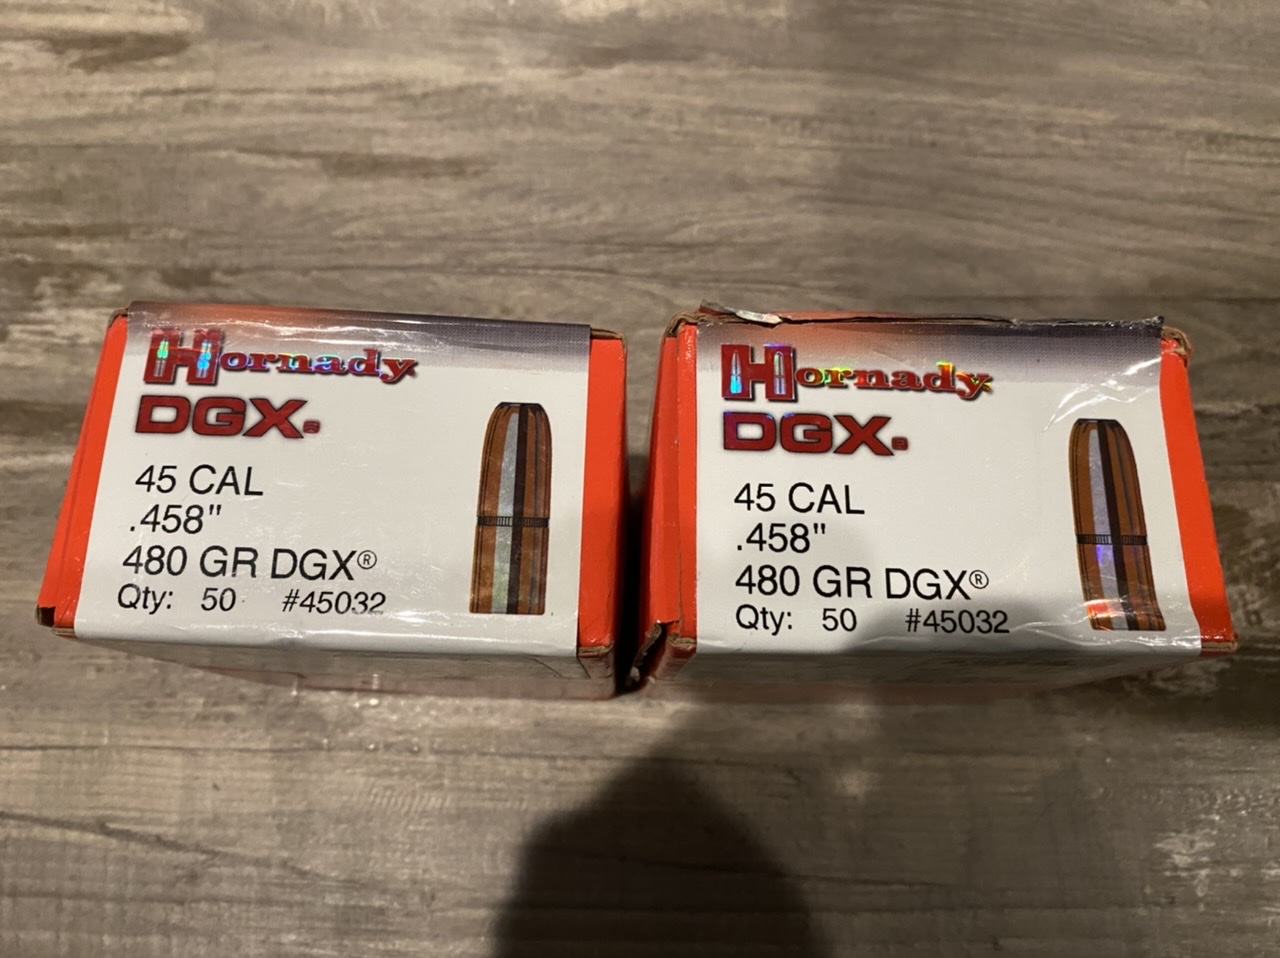 Hornady
DGX®
45 CAL
.458"
480 GR DGX®
Qty: 50 #45032
Hornady
DGX®
45 CAL
.458"
480 GR DGX®
Qty: 50 #45032